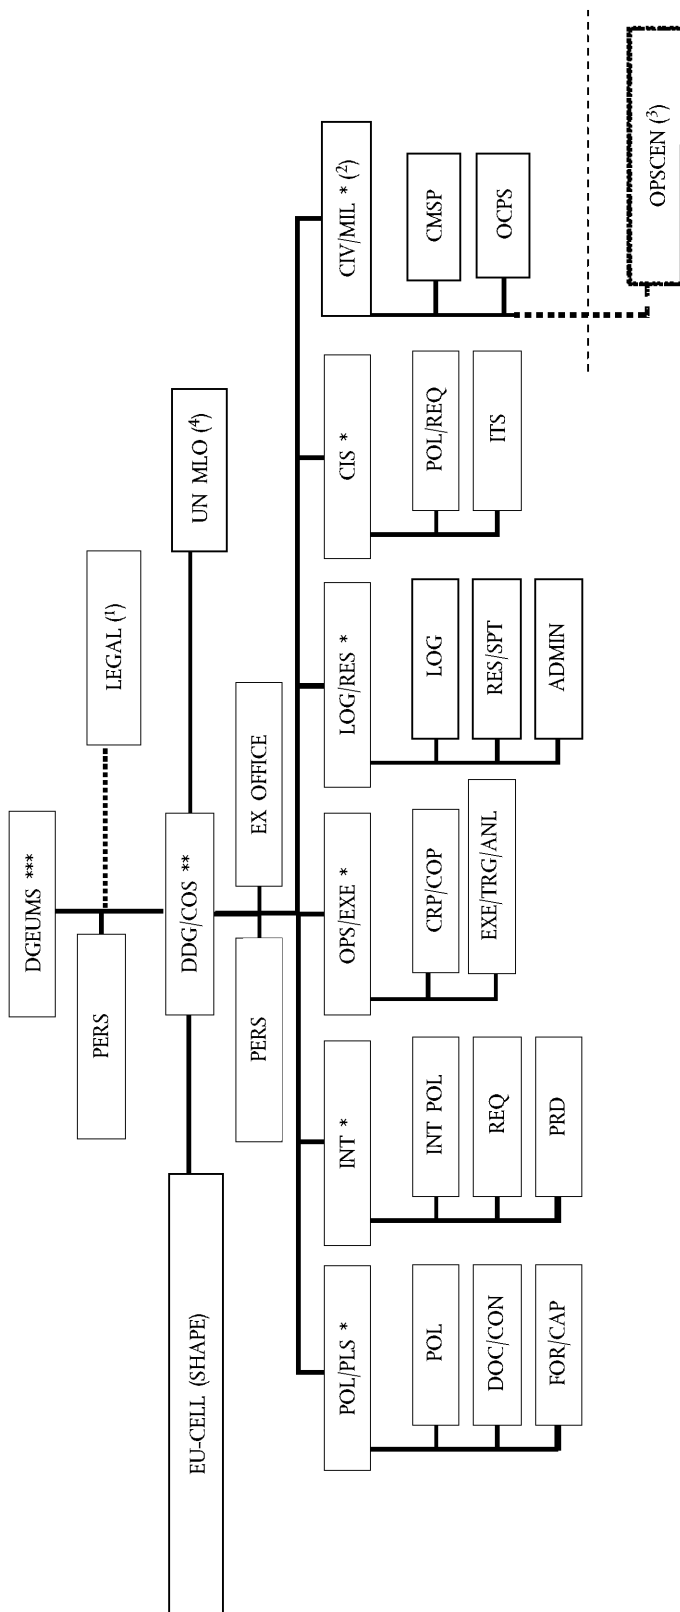 DGEUMS ***
PERS
LEGAL (¹)
EU-CELL (SHAPE)
DDG/COS **
UN MLO (⁴)
PERS
EX OFFICE
POL/PLS *
INT *
OPS/EXE *
LOG/RES *
CIS *
CIV/MIL * (²)
POL
DOC/CON
FOR/CAP
INT POL
REQ
PRD
CRP/COP
EXE/TRG/ANL
LOG
RES/SPT
ADMIN
POL/REQ
ITS
CMSP
OCPS
OPSCEN (³)